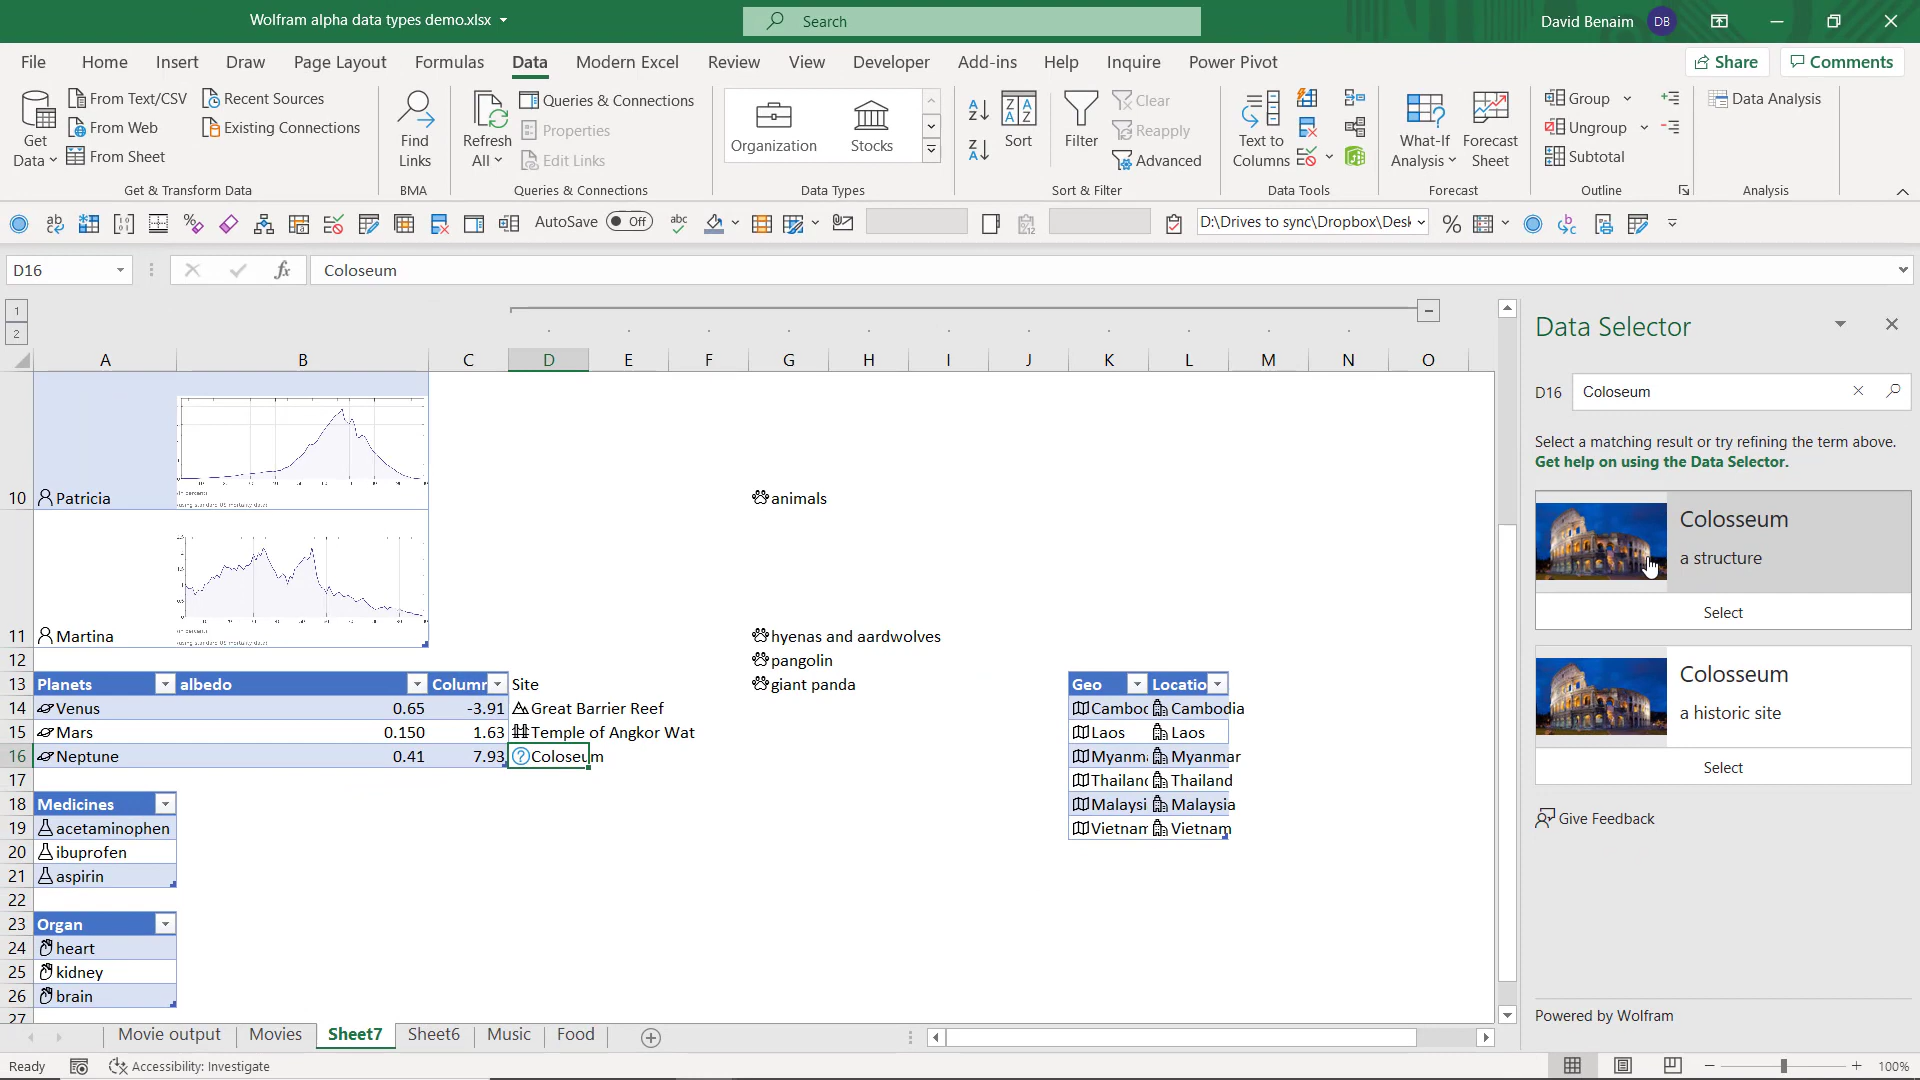 Wolfram alpha data types demo.xlsx
Search
David Benaim DB
File Home Insert Draw Page Layout Formulas Data Modern Excel Review View Developer Add-ins Help Inquire Power Pivot Share Comments
Get Data
From Text/CSV
From Web
From Sheet
Recent Sources
Existing Connections
Get & Transform Data
Find Links
BMA
Refresh All
Queries & Connections
Properties
Edit Links
Queries & Connections
Organization
Stocks
Data Types
Sort
Filter
Clear
Reapply
Advanced
Sort & Filter
Text to Columns
Data Tools
What-If Analysis
Forecast Sheet
Forecast
Group
Ungroup
Subtotal
Outline
Data Analysis
Analysis
AutoSave Off
D:\Drives to sync\Dropbox\Desk
D16
fx
Coloseum
1
2
A B C D E F G H I J K L M N O
10 Patricia animals
11 Martina hyenas and aardwolves
12 pangolin
13 Planets albedo Column Site giant panda Geo Locatio
14 Venus 0.65 -3.91 Great Barrier Reef Camboc Cambodia
15 Mars 0.150 1.63 Temple of Angkor Wat Laos Laos
16 Neptune 0.41 7.93 Coloseum Myanma Myanmar
17 Thailand Thailand
18 Medicines Malaysi Malaysia
19 acetaminophen Vietnam Vietnam
20 ibuprofen
21 aspirin
22
23 Organ
24 heart
25 kidney
26 brain
27
Data Selector
D16 Coloseum
Select a matching result or try refining the term above.
Get help on using the Data Selector.
Colosseum
a structure
Select
Colosseum
a historic site
Select
Give Feedback
Powered by Wolfram
Movie output Movies Sheet7 Sheet6 Music Food
Ready Accessibility: Investigate 100%